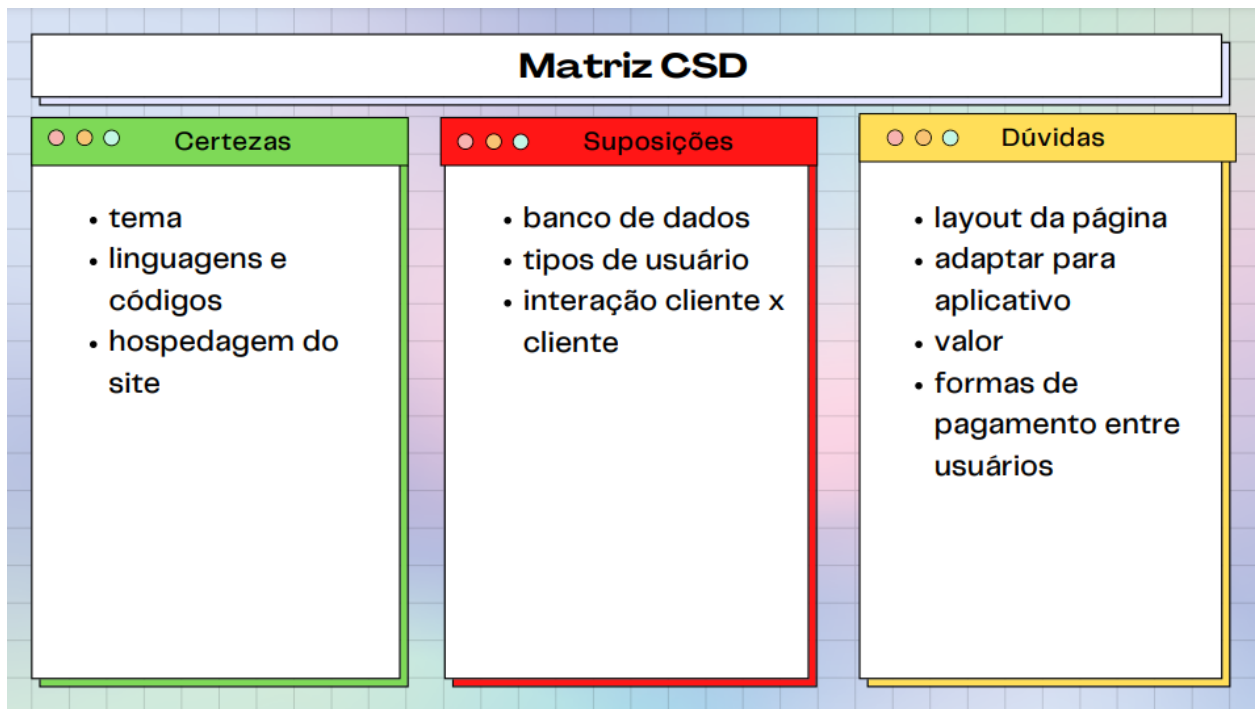 Matriz CSD
Certezas
• tema
• linguagens e
códigos
• hospedagem do
site
Suposições
• banco de dados
• tipos de usuário
• interação cliente x
cliente
Dúvidas
• layout da página
• adaptar para
aplicativo
• valor
• formas de
pagamento entre
usuários